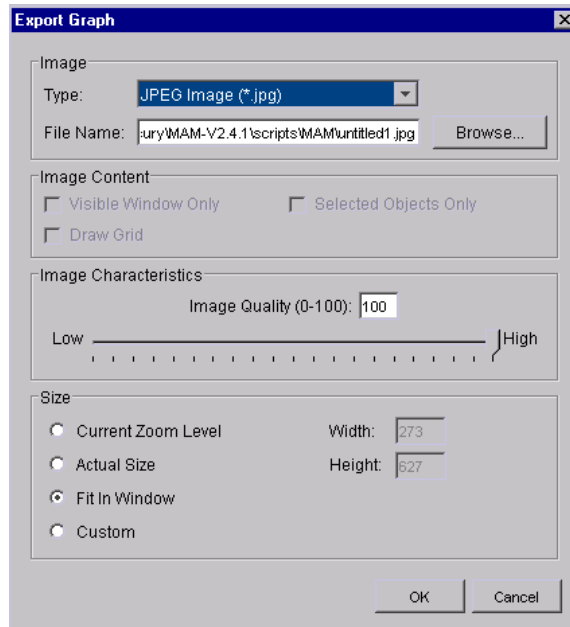 Export Graph
Image
Type: JPEG Image (*.jpg)
File Name: :ury\MAM-V2.4.1\scripts\MAM\untitled1.jpg Browse...
Image Content
Visible Window Only Selected Objects Only
Draw Grid
Image Characteristics
Image Quality (0-100): 100
Low High
Size
Current Zoom Level Width: 273
Actual Size Height: 627
Fit In Window
Custom
OK Cancel